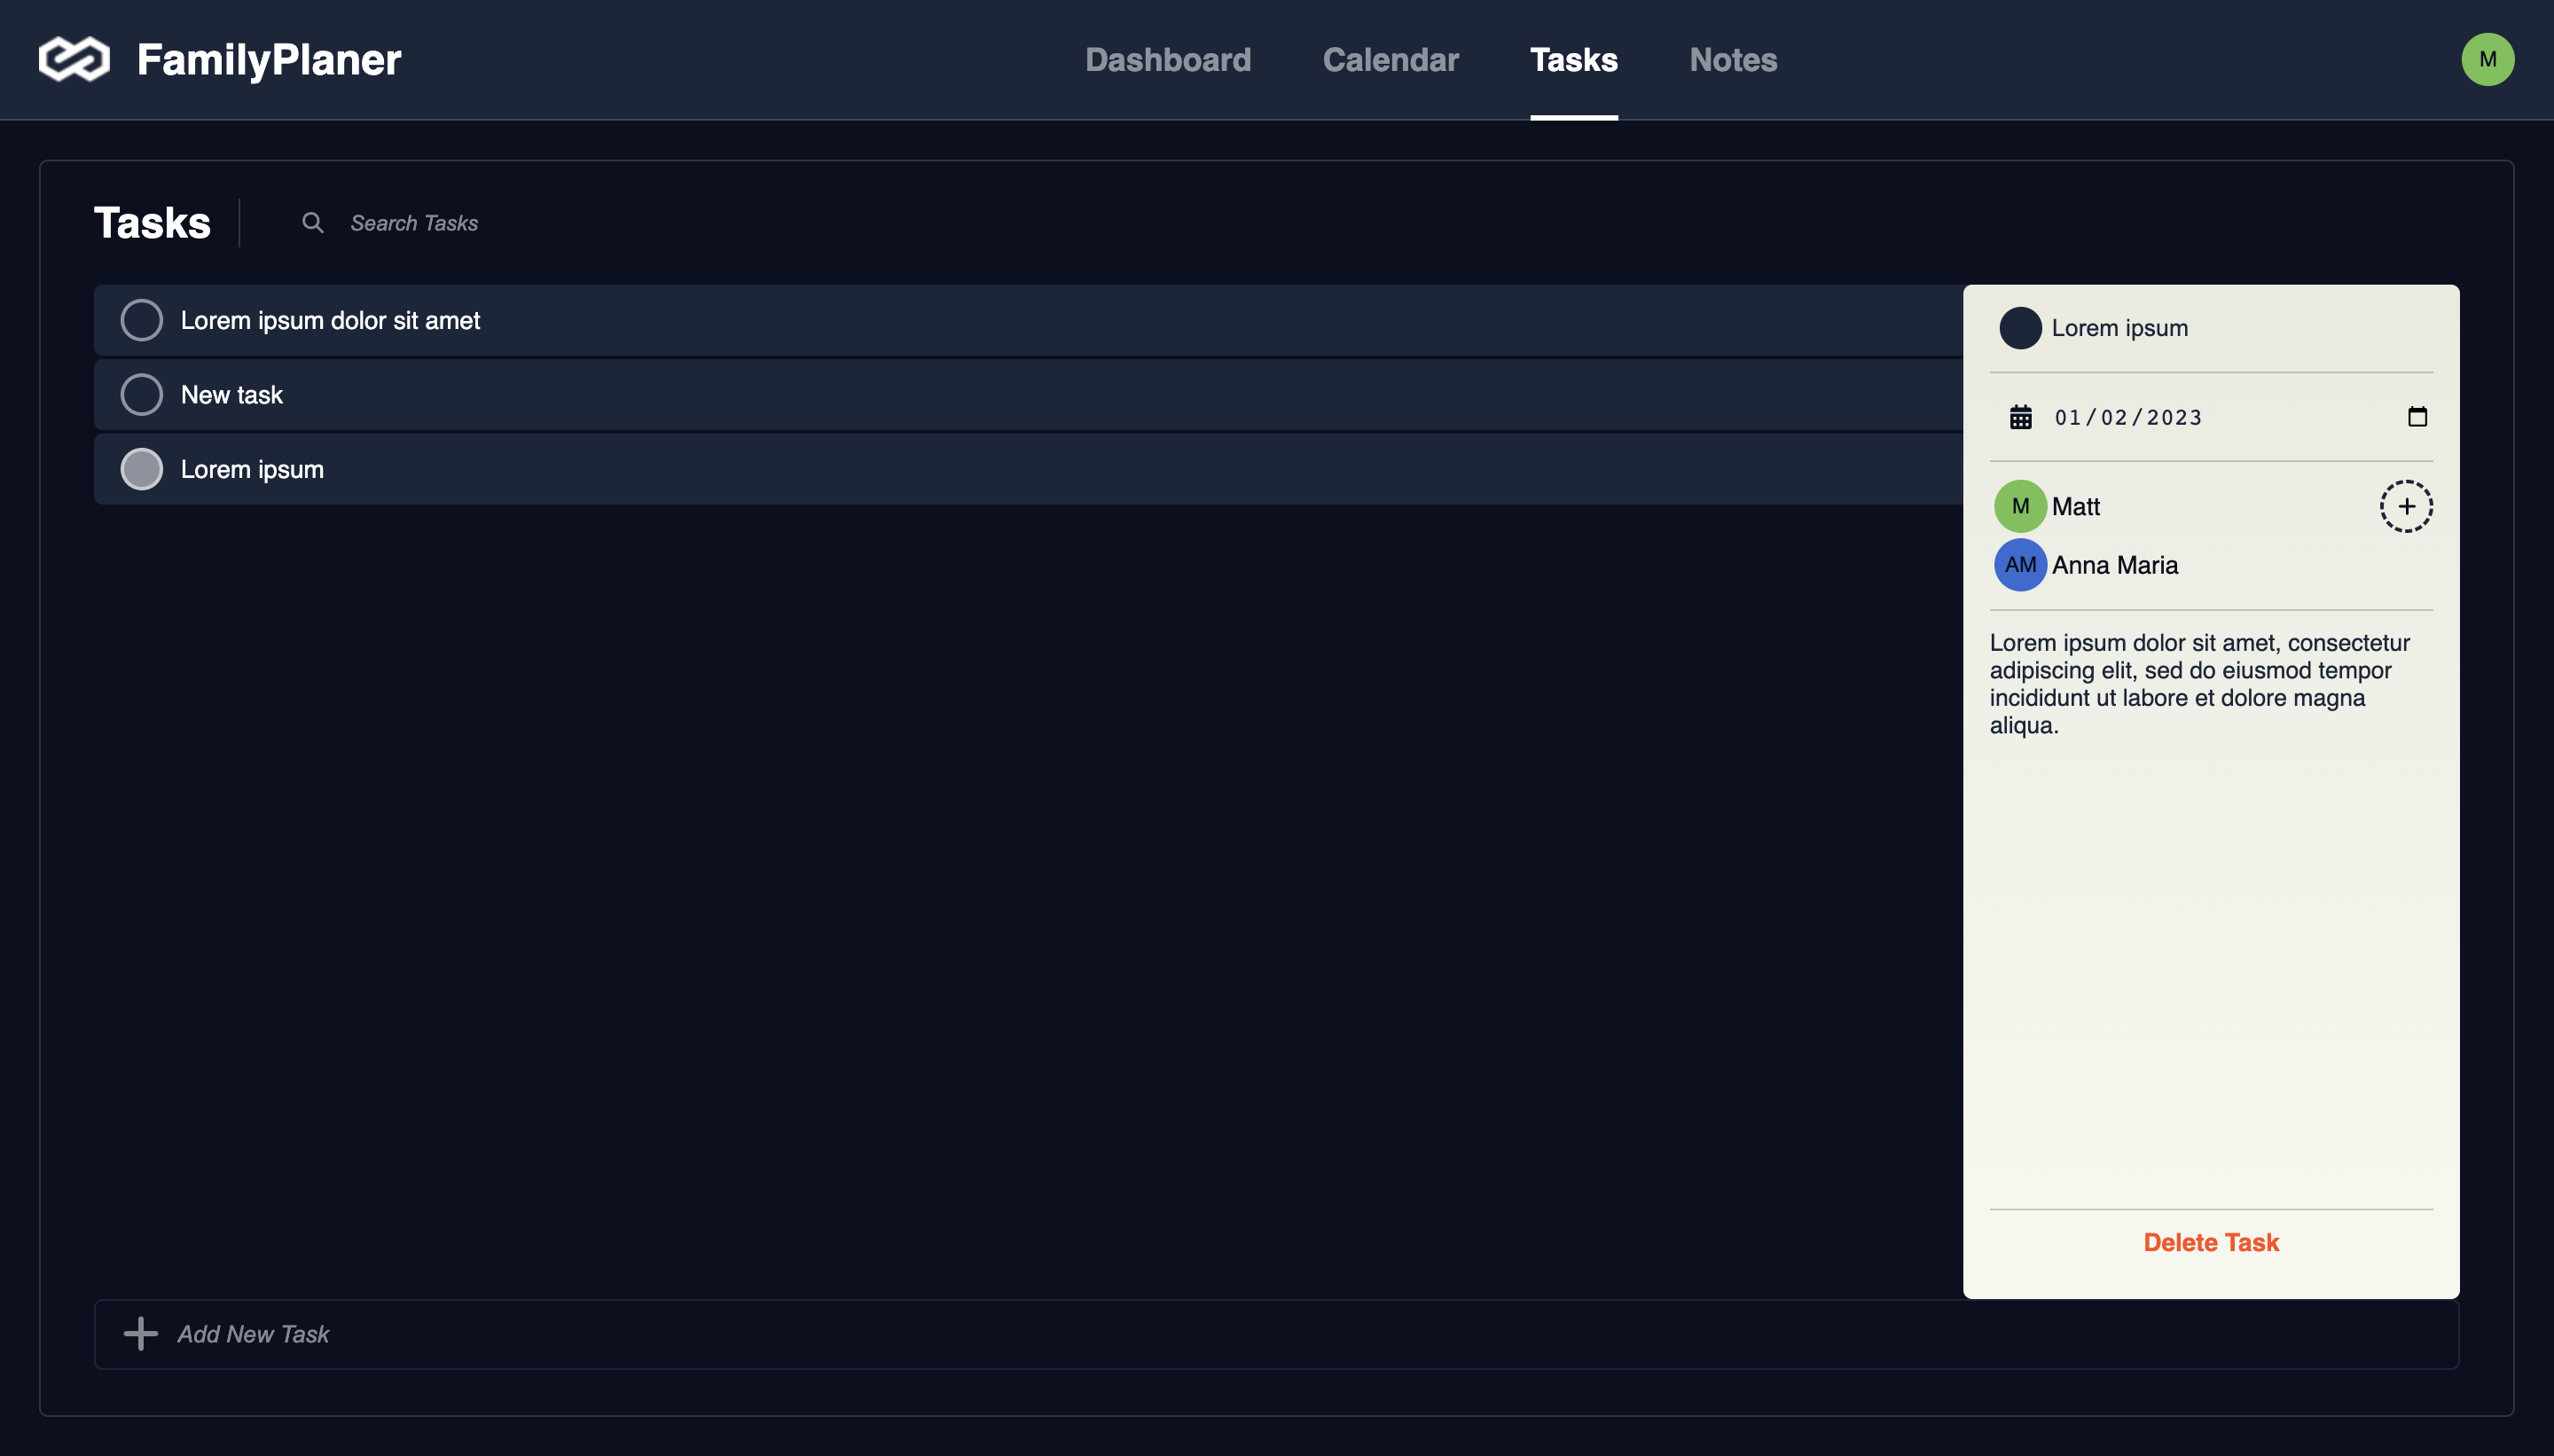 FamilyPlaner
Dashboard
Calendar
Tasks
Notes
M
Tasks
Search Tasks
Lorem ipsum dolor sit amet
New task
Lorem ipsum
Lorem ipsum
01/02/2023
M Matt
AM Anna Maria
Lorem ipsum dolor sit amet, consectetur
adipiscing elit, sed do eiusmod tempor
incididunt ut labore et dolore magna
aliqua.
Delete Task
Add New Task